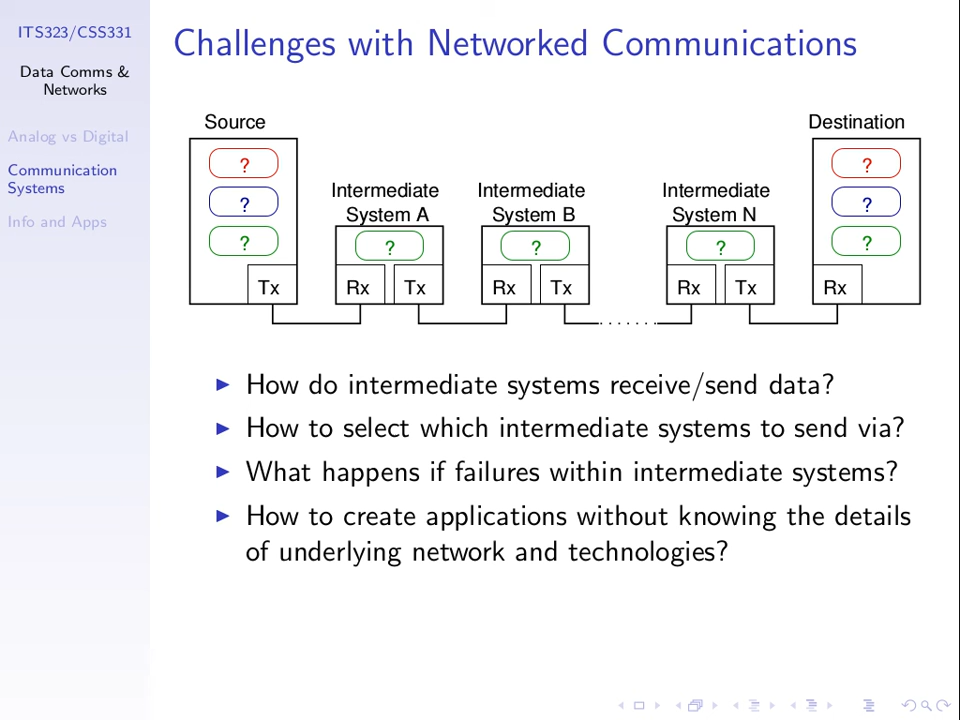 ITS323/CSS331
Data Comms &
Networks
Analog vs Digital
Communication
Systems
Info and Apps
Challenges with Networked Communications
Source
Destination
Intermediate
System A
Intermediate
System B
Intermediate
System N
?
?
?
Tx
?
Rx Tx
?
Rx Tx
?
Rx Tx
?
?
?
Rx
How do intermediate systems receive/send data?
How to select which intermediate systems to send via?
What happens if failures within intermediate systems?
How to create applications without knowing the details
of underlying network and technologies?